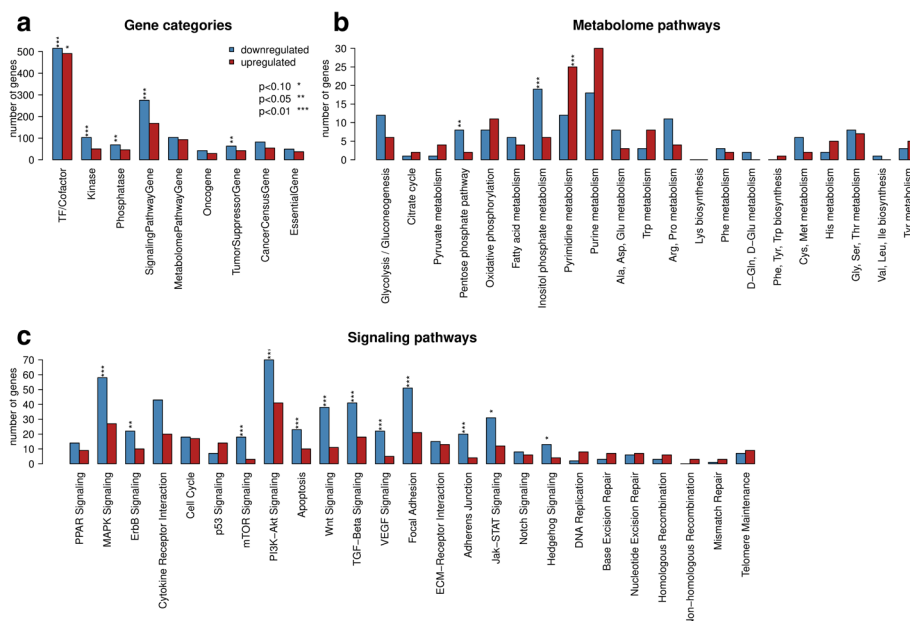 a
Gene categories
number of genes
500
400
300
200
100
0
downregulated
upregulated
p<0.10 *
p<0.05 **
p<0.01 ***
*** * *** ** *** **
TF/Cofactor
Kinase
Phosphatase
SignalingPathwayGene
MetabolomePathwayGene
Oncogene
TumorSuppressorGene
CancerCensusGene
EssentialGene
b
Metabolome pathways
number of genes
30
25
20
15
10
5
0
** *** ***
Glycolysis / Gluconeogenesis
Citrate cycle
Pyruvate metabolism
Pentose phosphate pathway
Oxidative phosphorylation
Fatty acid metabolism
Inositol phosphate metabolism
Pyrimidine metabolism
Purine metabolism
Ala, Asp, Glu metabolism
Trp metabolism
Arg, Pro metabolism
Lys biosynthesis
Phe metabolism
D-Gln, D-Glu metabolism
Phe, Tyr, Trp biosynthesis
Cys, Met metabolism
His metabolism
Gly, Ser, Thr metabolism
Val, Leu, Ile biosynthesis
Tyr metabol
c
Signaling pathways
number of genes
70
60
50
40
30
20
10
0
*** ** *** *** *** *** *** *** *** *** * *
PPAR Signaling
MAPK Signaling
ErbB Signaling
Cytokine Receptor Interaction
Cell Cycle
p53 Signaling
mTOR Signaling
PI3K-Akt Signaling
Apoptosis
Wnt Signaling
TGF-Beta Signaling
VEGF Signaling
Focal Adhesion
ECM-Receptor Interaction
Adherens Junction
Jak-STAT Signaling
Notch Signaling
Hedgehog Signaling
DNA Replication
Base Excision Repair
Nucleotide Excision Repair
Homologous Recombination
Non-homologous Recombination
Mismatch Repair
Telomere Maintenance